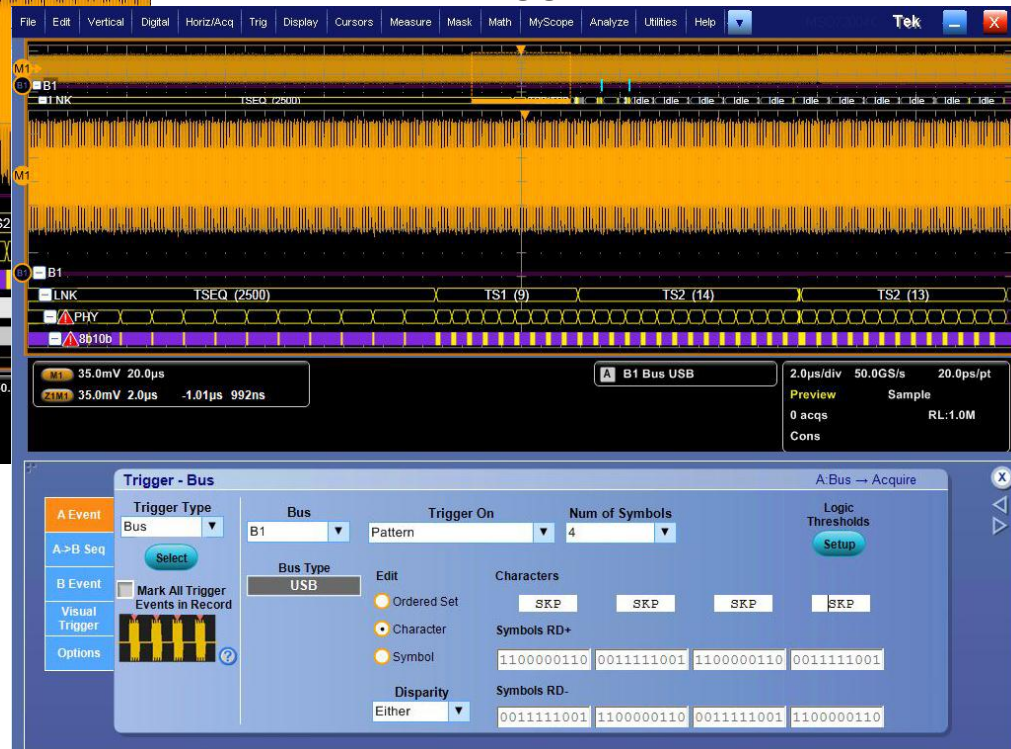 File Edit Vertical Digital Horiz/Acq Trig Display Cursors Measure Mask Math MyScope Analyze Utilities Help Tek X
M1
B1 B1
LNK TSEQ (2500) Idle Idle Idle Idle Idle Idle Idle Idle Idle Idle
M1
B1 B1
LNK TSEQ (2500) TS1 (9) TS2 (14) TS2 (13)
PHY
8b10b
M1 35.0mV 20.0µs
Z1M1 35.0mV 2.0µs -1.01µs 992ns
A B1 Bus USB
2.0µs/div 50.0GS/s 20.0ps/pt
Preview Sample
0 acqs RL:1.0M
Cons
Trigger - Bus A:Bus → Acquire X
A Event
A->B Seq
B Event
Visual
Trigger
Options
Trigger Type
Bus
Select
Mark All Trigger
Events in Record
?
Bus
B1
Bus Type
USB
Trigger On
Pattern
Num of Symbols
4
Logic
Thresholds
Setup
Edit
Ordered Set
Character
Symbol
Disparity
Either
Characters
SKP SKP SKP SKP
Symbols RD+
1100000110 0011111001 1100000110 0011111001
Symbols RD-
0011111001 1100000110 0011111001 1100000110